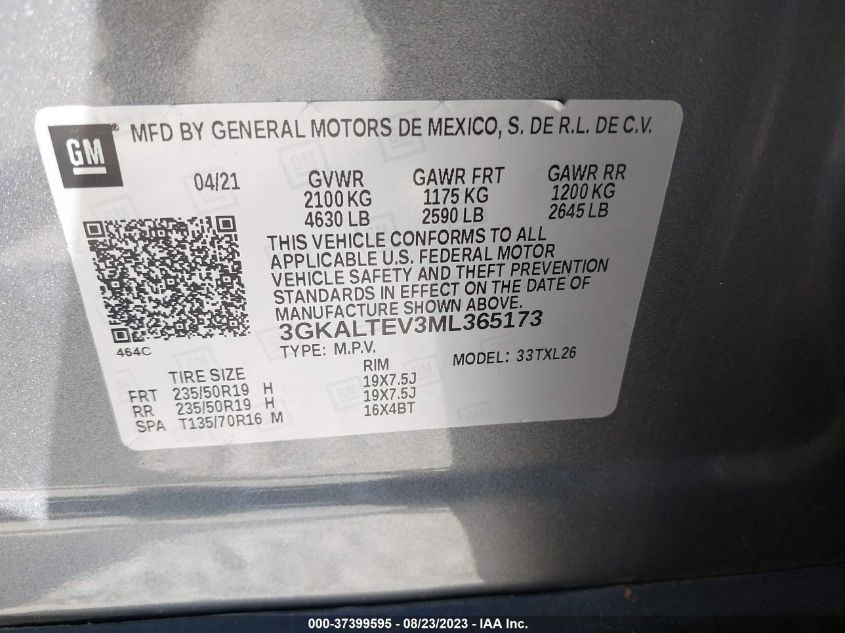 GM
MFD BY GENERAL MOTORS DE MEXICO, S. DE R.L. DE C.V.
04/21
GVWR
2100 KG
4630 LB
GAWR FRT
1175 KG
2590 LB
GAWR RR
1200 KG
2645 LB
THIS VEHICLE CONFORMS TO ALL
APPLICABLE U.S. FEDERAL MOTOR
VEHICLE SAFETY AND THEFT PREVENTION
STANDARDS IN EFFECT ON THE DATE OF
MANUFACTURE SHOWN ABOVE.
3GKALTEV3ML365173
464C
TYPE: M.P.V.
MODEL: 33TXL26
TIRE SIZE
RIM
FRT 235/50R19 H 19X7.5J
RR 235/50R19 H 19X7.5J
SPA T135/70R16 M 16X4BT
000-37399595 - 08/23/2023 - IAA Inc.